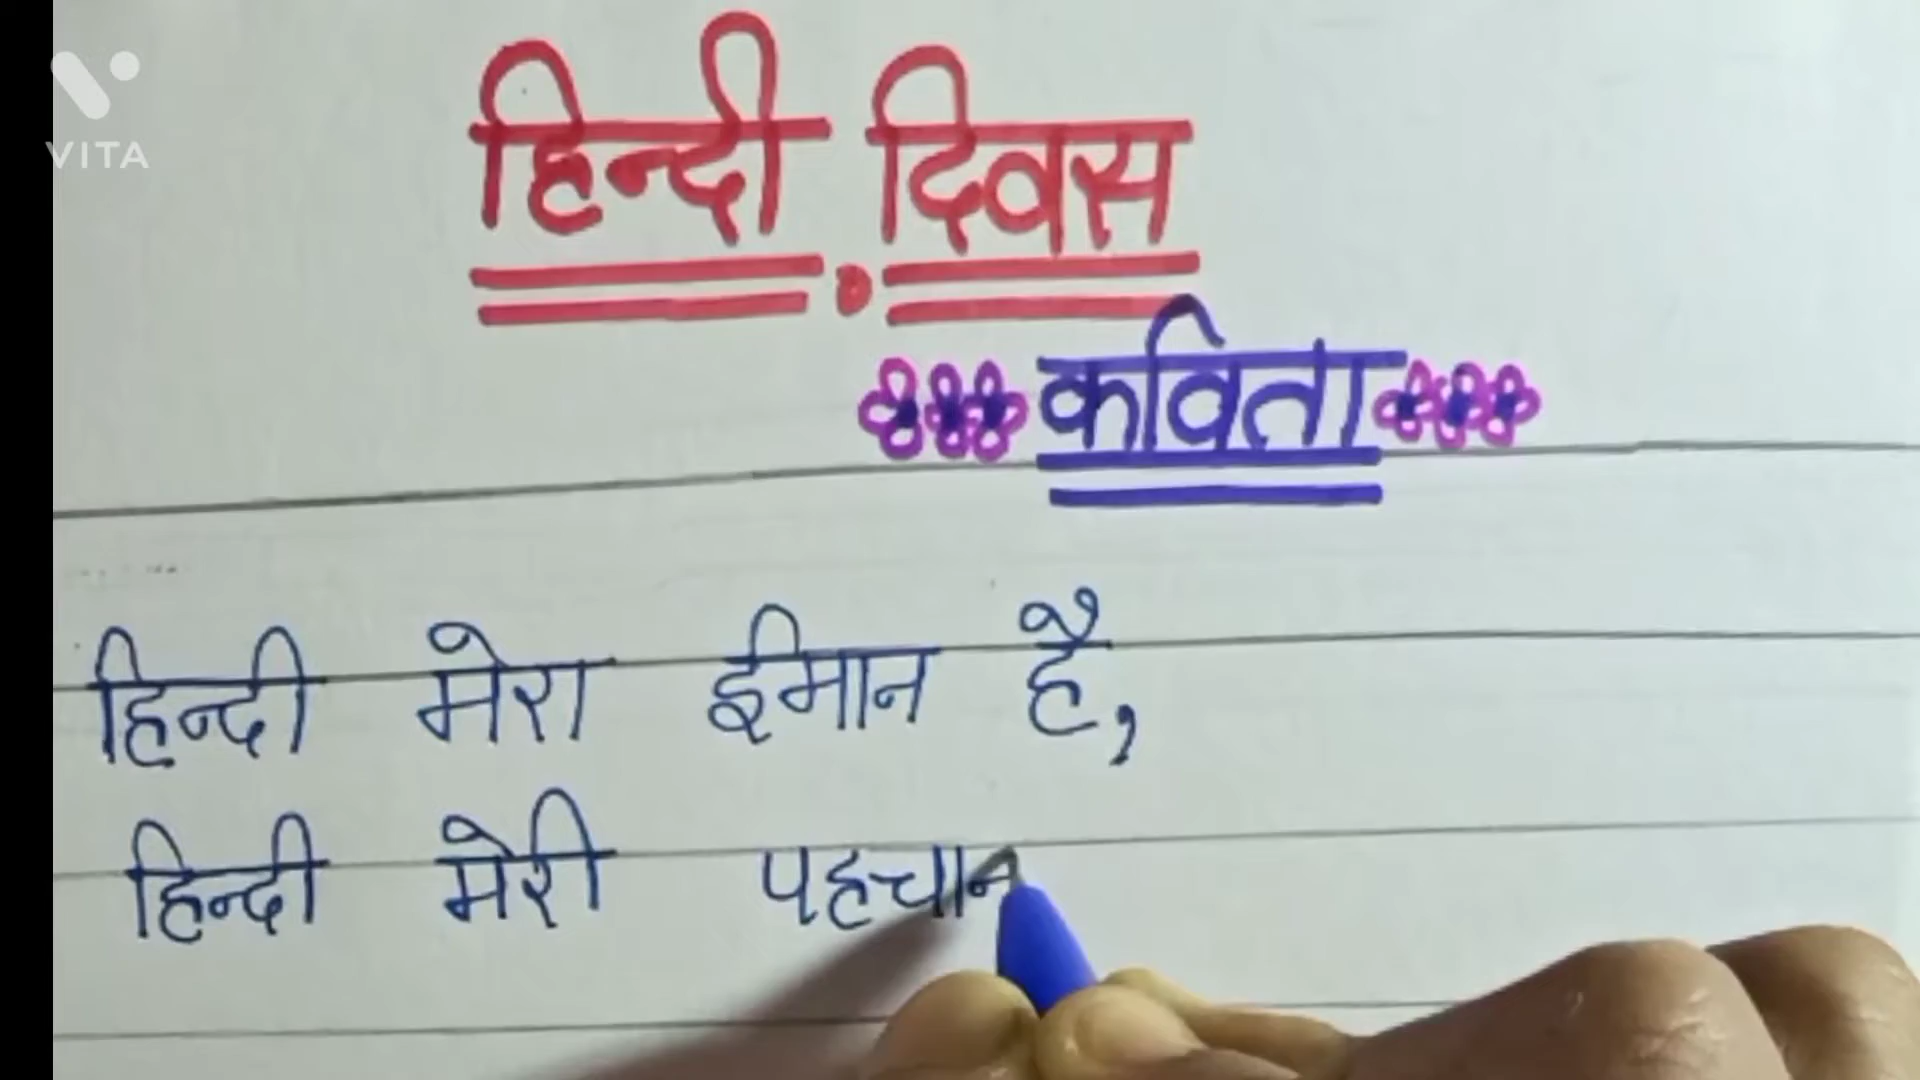 VITA
हिन्दी दिवस
कविता
हिन्दी मेरा ईमान है,
हिन्दी मेरी पहचान